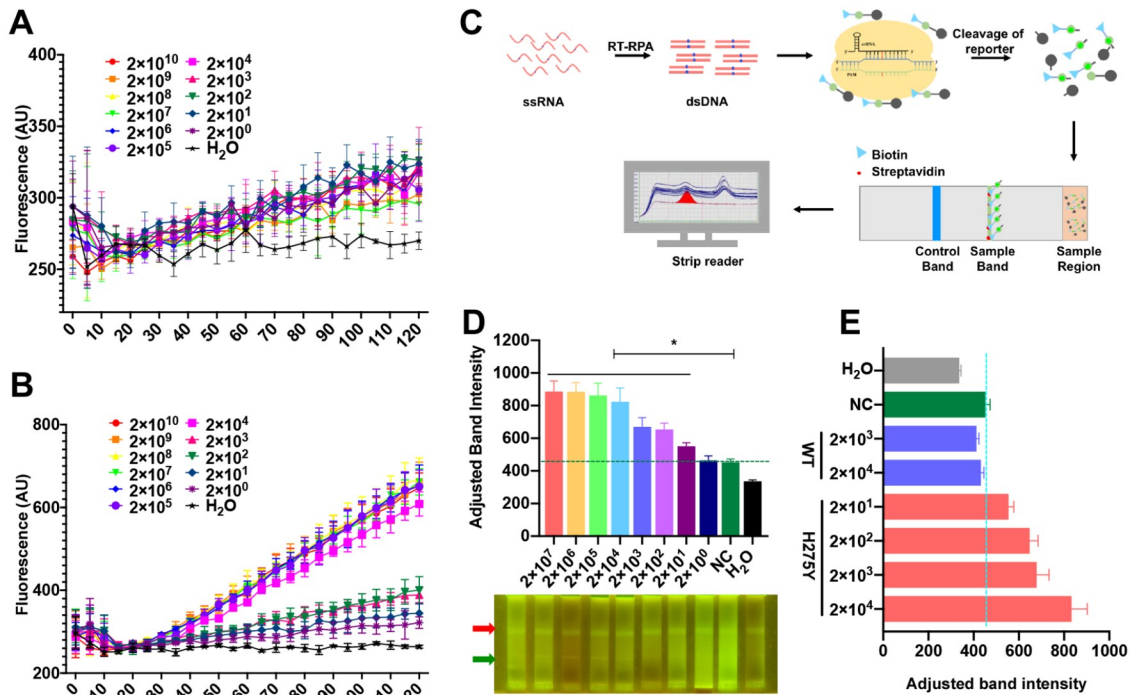 A
400
350
300
250
Fluorescence (AU)
2×10¹⁰
2×10⁹
2×10⁸
2×10⁷
2×10⁶
2×10⁵
2×10⁴
2×10³
2×10²
2×10¹
2×10⁰
H₂O
0 10 20 30 40 50 60 70 80 90 100 110 120
B
800
600
400
200
Fluorescence (AU)
2×10¹⁰
2×10⁹
2×10⁸
2×10⁷
2×10⁶
2×10⁵
2×10⁴
2×10³
2×10²
2×10¹
2×10⁰
H₂O
C
ssRNA
RT-RPA
dsDNA
crRNA
PAM
Cleavage of
reporter
Biotin
Streptavidin
Control
Band
Sample
Band
Sample
Region
Strip reader
D
1200
1000
800
600
400
200
0
Adjusted Band Intensity
*
2×10⁷
2×10⁶
2×10⁵
2×10⁴
2×10³
2×10²
2×10¹
2×10⁰
NC
H₂O
E
H₂O
NC
2×10³
2×10⁴
WT
2×10¹
2×10²
2×10³
2×10⁴
H275Y
0 200 400 600 800 1000
Adjusted band intensity